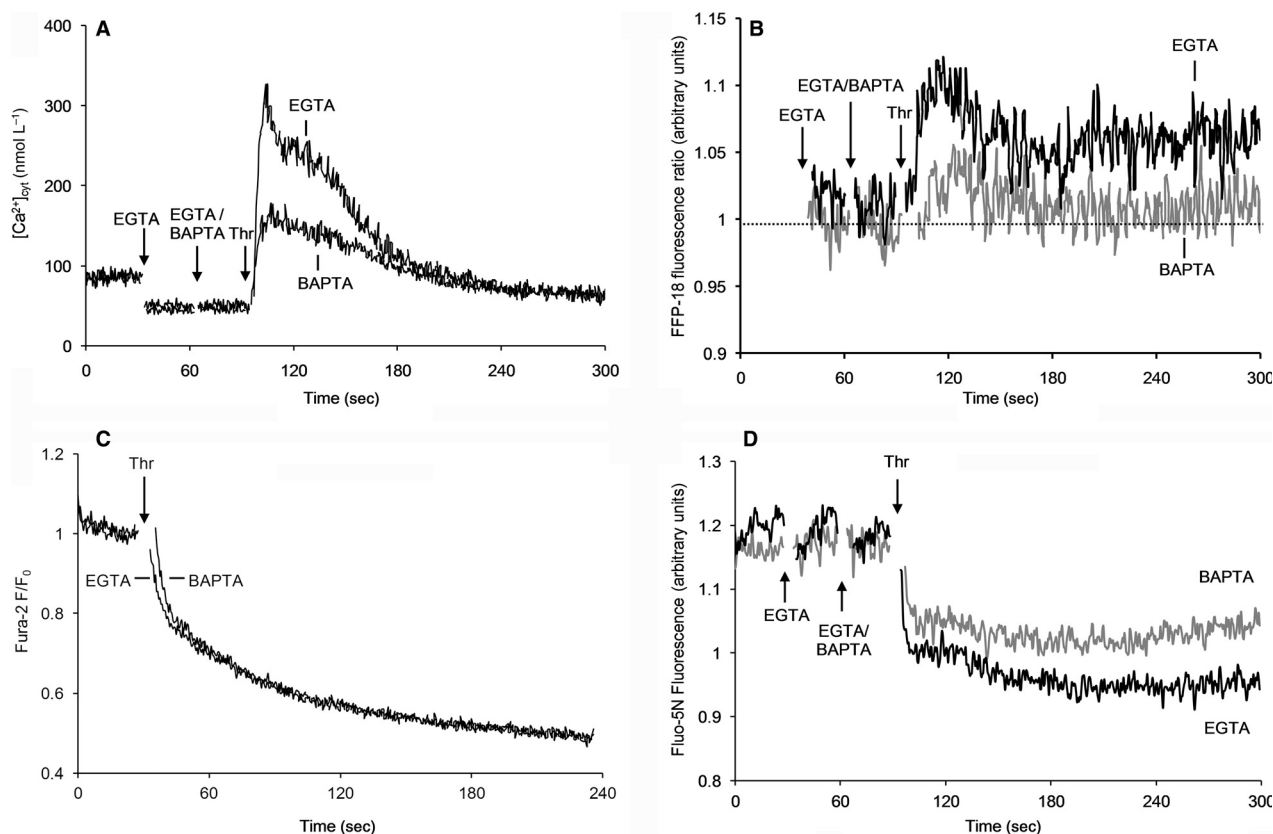 A
400
300
200
100
0
[Ca²⁺]cyt (nmol L⁻¹)
EGTA
EGTA
EGTA /
BAPTA
Thr
BAPTA
0
60
120
180
240
300
Time (sec)
B
1.15
1.1
1.05
1
0.95
0.9
FFP-18 fluorescence ratio (arbitrary units)
EGTA
EGTA/BAPTA
EGTA
Thr
BAPTA
0
60
120
180
240
300
Time (sec)
C
1.2
1
0.8
0.6
0.4
Fura-2 F/F₀
Thr
EGTA
BAPTA
0
60
120
180
240
Time (sec)
D
1.3
1.2
1.1
1
0.9
0.8
Fluo-5N Fluorescence (arbitrary units)
Thr
EGTA
EGTA/
BAPTA
BAPTA
EGTA
0
60
120
180
240
300
Time (sec)